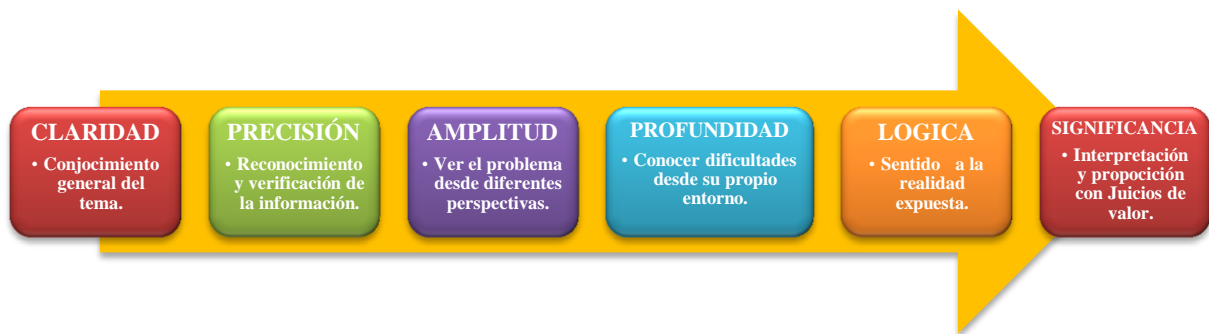 CLARIDAD
• Conjocimiento
general del
tema.
PRECISIÓN
• Reconocimiento
y verificación de
la información.
AMPLITUD
• Ver el problema
desde diferentes
perspectivas.
PROFUNDIDAD
• Conocer dificultades
desde su propio
entorno.
LOGICA
• Sentido a la
realidad
expuesta.
SIGNIFICANCIA
• Interpretación
y propocición
con Juicios de
valor.